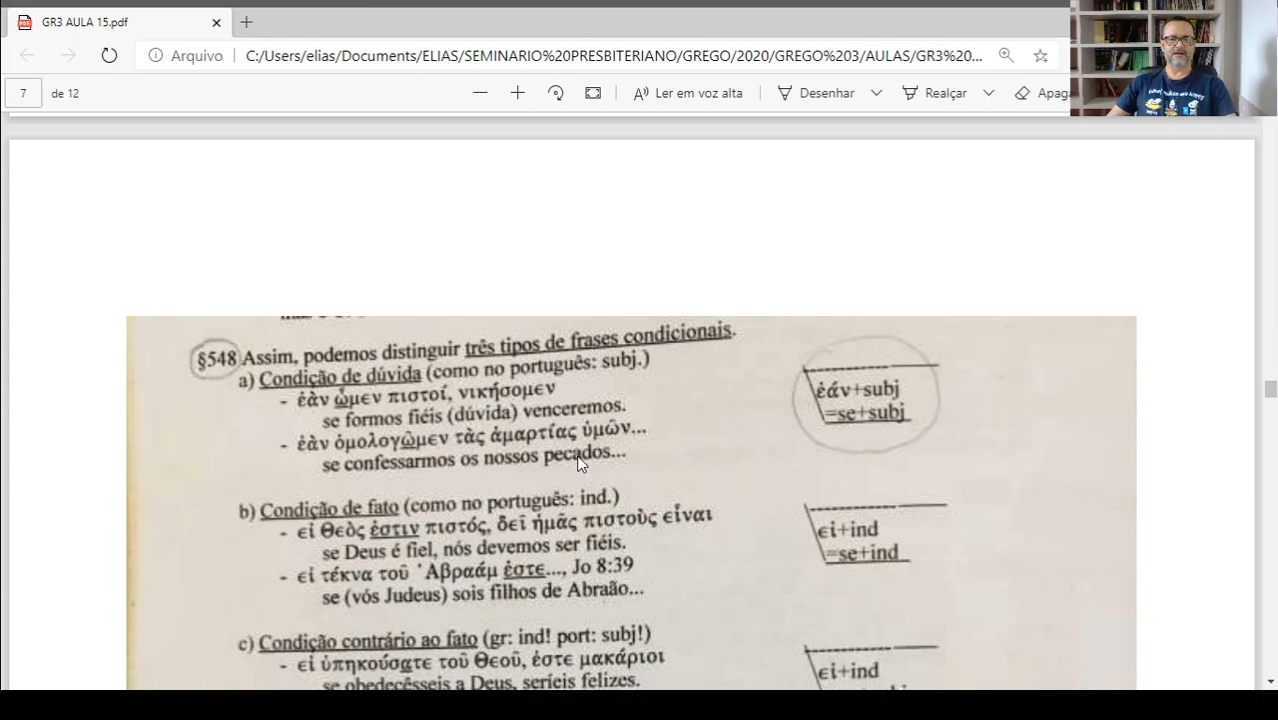 GR3 AULA 15.pdf
Arquivo C:/Users/elias/Documents/ELIAS/SEMINARIO%20PRESBITERIANO/GREGO/2020/GREGO%203/AULAS/GR3%20...
7 de 12 Ler em voz alta Desenhar Realçar Apag
§548 Assim, podemos distinguir três tipos de frases condicionais.
a) Condição de dúvida (como no português: subj.)
- ἐὰν ὦμεν πιστοί, νικήσομεν
se formos fiéis (dúvida) venceremos.
- ἐὰν ὁμολογῶμεν τὰς ἁμαρτίας ὑμῶν...
se confessarmos os nossos pecados...
ἐάν+subj
=se+subj
b) Condição de fato (como no português: ind.)
- εἰ Θεὸς ἐστιν πιστός, δεῖ ἡμᾶς πιστοὺς εἶναι
se Deus é fiel, nós devemos ser fiéis.
- εἰ τέκνα τοῦ Ἀβραάμ ἐστε..., Jo 8:39
se (vós Judeus) sois filhos de Abraão...
εἰ+ind
=se+ind
c) Condição contrário ao fato (gr: ind! port: subj!)
- εἰ ὑπηκούσατε τοῦ Θεοῦ, ἐστε μακάριοι
se obedecêsseis a Deus, seríeis felizes.
εἰ+ind